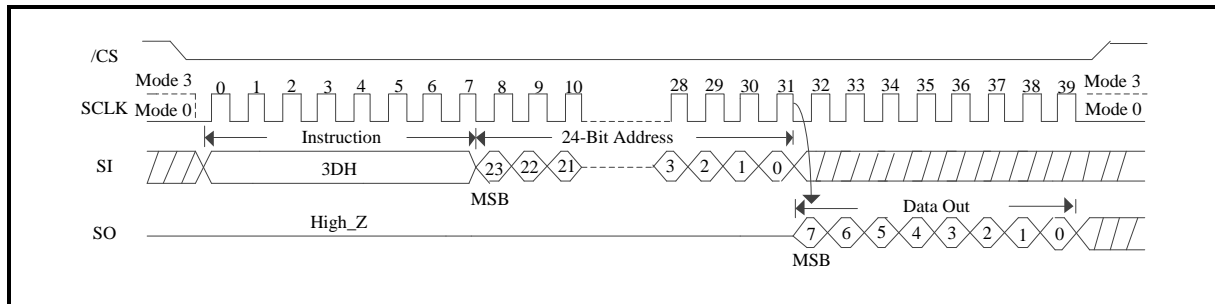 /CS
Mode 3
0 1 2 3 4 5 6 7 8 9 10 28 29 30 31 32 33 34 35 36 37 38 39
Mode 3
SCLK
Mode 0
Mode 0
Instruction
24-Bit Address
SI
3DH
23 22 21 3 2 1 0
MSB
Data Out
High_Z
SO
7 6 5 4 3 2 1 0
MSB